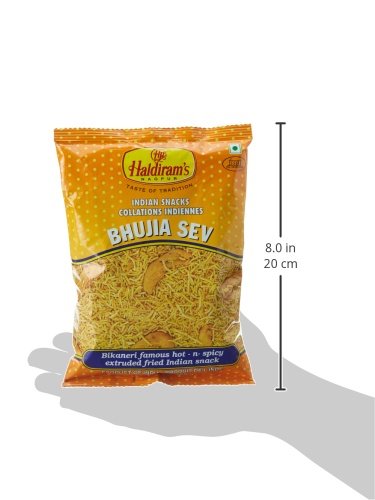 Haldiram's
NAGPUR
TASTE OF TRADITION
INDIAN SNACKS
COLLATIONS INDIENNES
BHUJIA SEV
Bikaneri famous hot - n- spicy
extruded fried Indian snack
8.0 in
20 cm